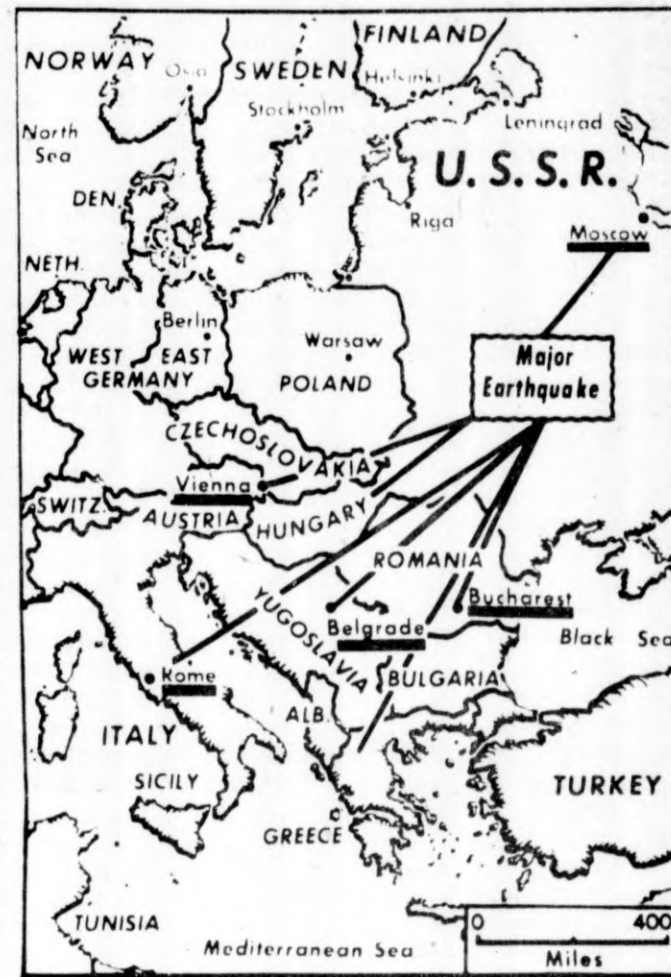 NORWAY
Oslo
SWEDEN
FINLAND
Helsinki
Stockholm
Leningrad
North
Sea
U. S. S. R.
DEN.
Riga
Moscow
NETH.
Berlin
Warsaw
Major
Earthquake
WEST EAST
GERMANY
POLAND
CZECHOSLOVAKIA
Vienna
SWITZ.
AUSTRIA
HUNGARY
ROMANIA
YUGOSLAVIA
Bucharest
Belgrade
Black Sea
Rome
BULGARIA
ALB.
ITALY
SICILY
TURKEY
GREECE
TUNISIA
0 400
Miles
Mediterranean Sea